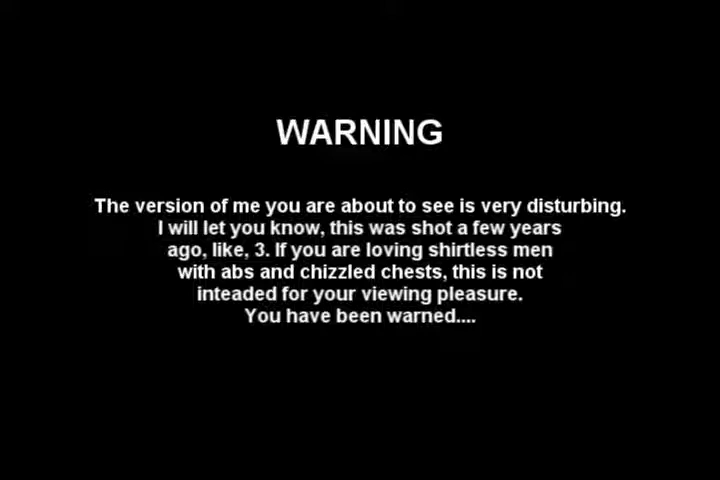 WARNING
The version of me you are about to see is very disturbing.
I will let you know, this was shot a few years
ago, like, 3. If you are loving shirtless men
with abs and chizzled chests, this is not
inteaded for your viewing pleasure.
You have been warned....